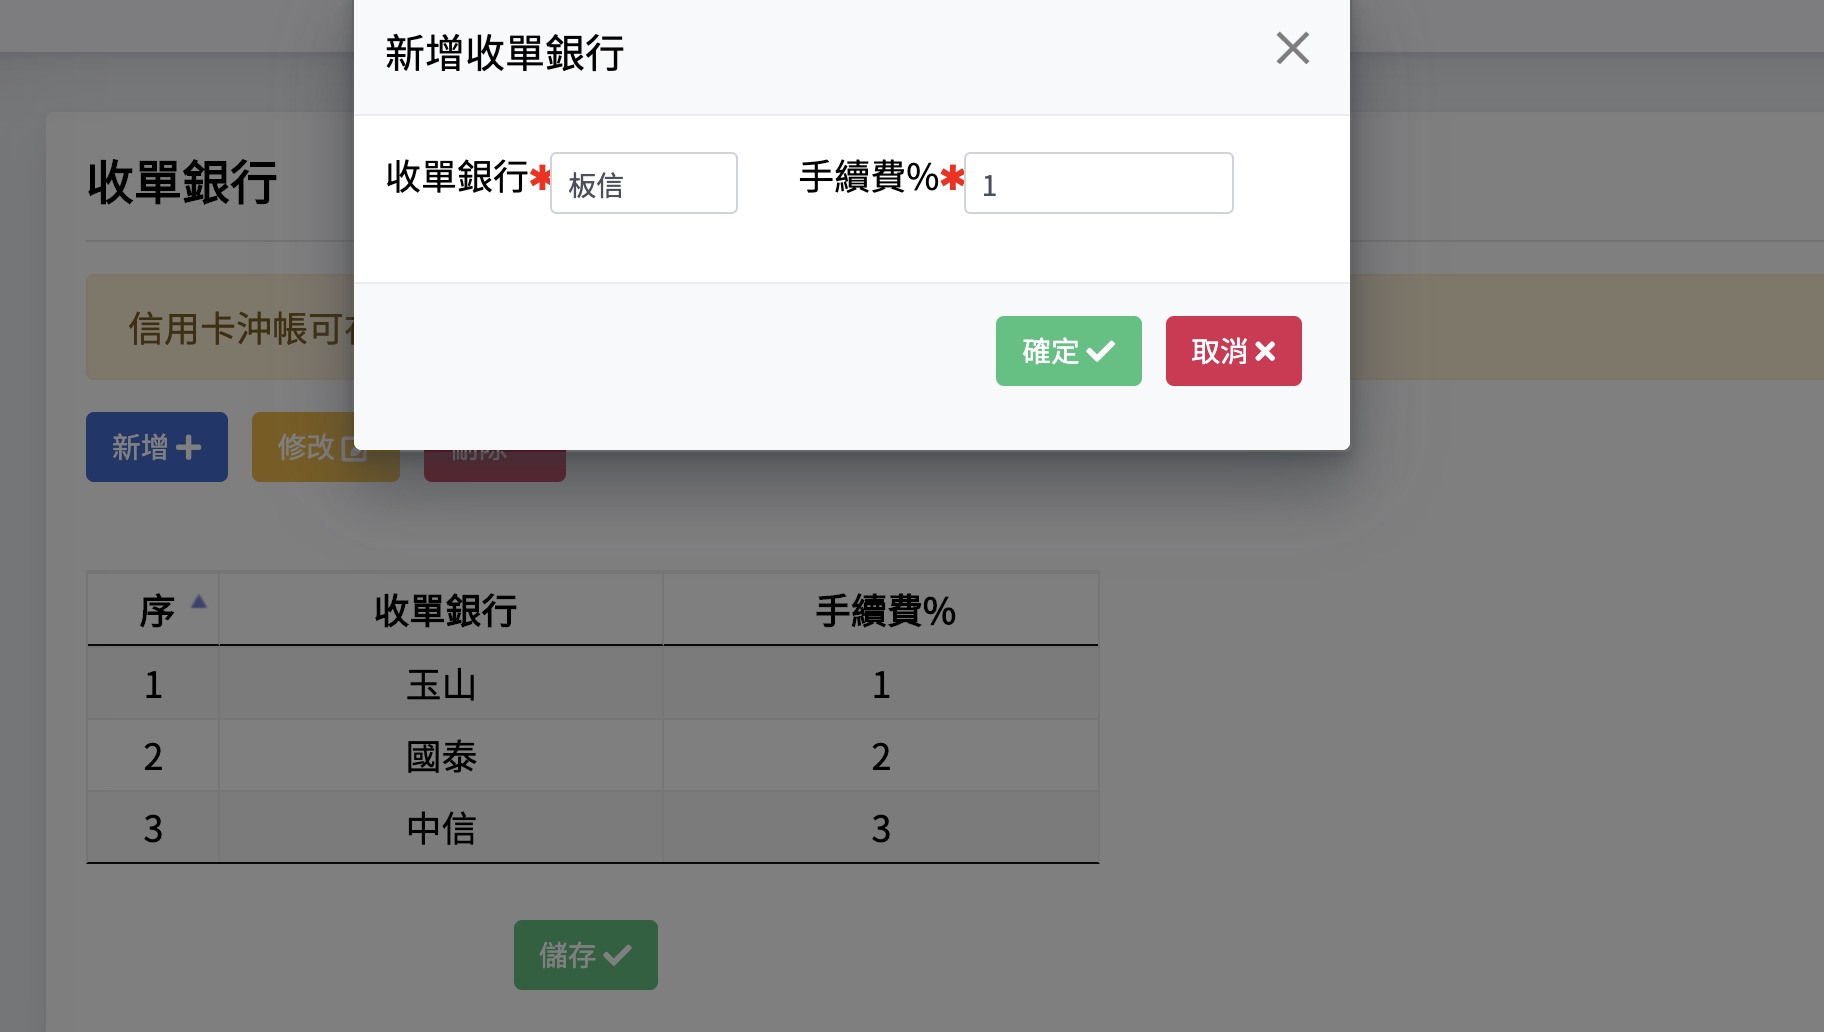 新增收單銀行
收單銀行✱ 板信 手續費%✱ 1
確定 取消
收單銀行
信用卡沖帳可
新增 修改 刪除
序 收單銀行 手續費%
1 玉山 1
2 國泰 2
3 中信 3
儲存